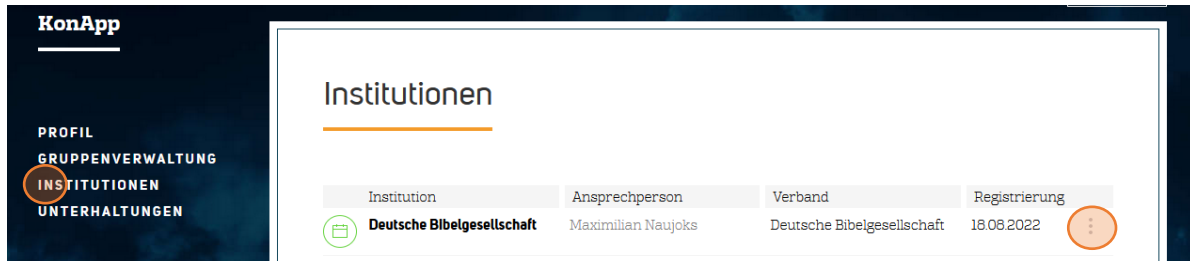 KonApp
PROFIL
GRUPPENVERWALTUNG
INSTITUTIONEN
UNTERHALTUNGEN
Institutionen
Institution Ansprechperson Verband Registrierung
Deutsche Bibelgesellschaft Maximilian Naujoks Deutsche Bibelgesellschaft 18.08.2022